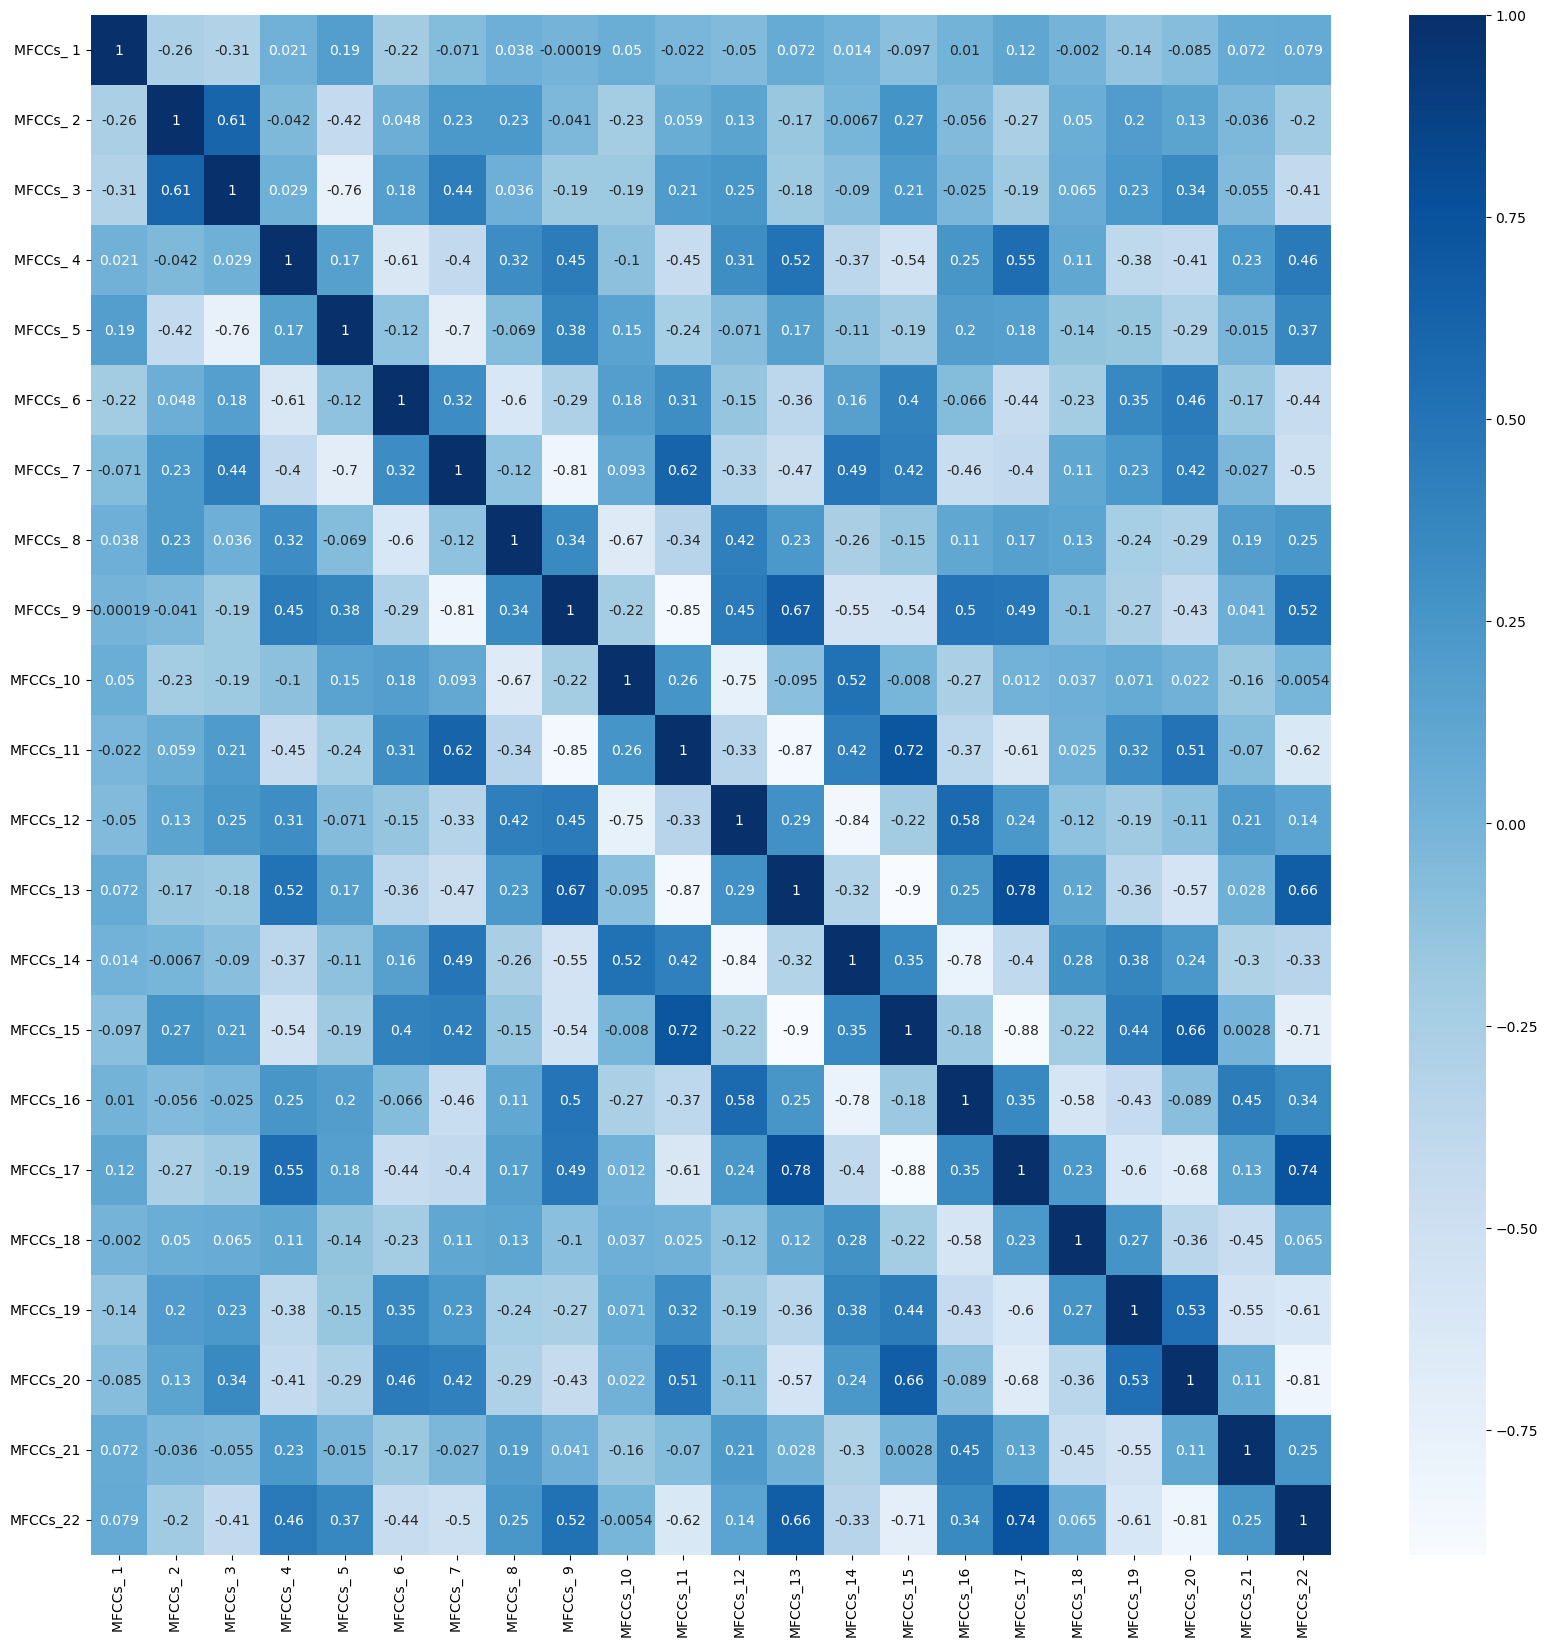 MFCCs_ 1 1 -0.26 -0.31 0.021 0.19 -0.22 -0.071 0.038 -0.00019 0.05 -0.022 -0.05 0.072 0.014 -0.097 0.01 0.12 -0.002 -0.14 -0.085 0.072 0.079
MFCCs_ 2 -0.26 1 0.61 -0.042 -0.42 0.048 0.23 0.23 -0.041 -0.23 0.059 0.13 -0.17 -0.0067 0.27 -0.056 -0.27 0.05 0.2 0.13 -0.036 -0.2
MFCCs_ 3 -0.31 0.61 1 0.029 -0.76 0.18 0.44 0.036 -0.19 -0.19 0.21 0.25 -0.18 -0.09 0.21 -0.025 -0.19 0.065 0.23 0.34 -0.055 -0.41
MFCCs_ 4 0.021 -0.042 0.029 1 0.17 -0.61 -0.4 0.32 0.45 -0.1 -0.45 0.31 0.52 -0.37 -0.54 0.25 0.55 0.11 -0.38 -0.41 0.23 0.46
MFCCs_ 5 0.19 -0.42 -0.76 0.17 1 -0.12 -0.7 -0.069 0.38 0.15 -0.24 -0.071 0.17 -0.11 -0.19 0.2 0.18 -0.14 -0.15 -0.29 -0.015 0.37
MFCCs_ 6 -0.22 0.048 0.18 -0.61 -0.12 1 0.32 -0.6 -0.29 0.18 0.31 -0.15 -0.36 0.16 0.4 -0.066 -0.44 -0.23 0.35 0.46 -0.17 -0.44
MFCCs_ 7 -0.071 0.23 0.44 -0.4 -0.7 0.32 1 -0.12 -0.81 0.093 0.62 -0.33 -0.47 0.49 0.42 -0.46 -0.4 0.11 0.23 0.42 -0.027 -0.5
MFCCs_ 8 0.038 0.23 0.036 0.32 -0.069 -0.6 -0.12 1 0.34 -0.67 -0.34 0.42 0.23 -0.26 -0.15 0.11 0.17 0.13 -0.24 -0.29 0.19 0.25
MFCCs_ 9 -0.00019 -0.041 -0.19 0.45 0.38 -0.29 -0.81 0.34 1 -0.22 -0.85 0.45 0.67 -0.55 -0.54 0.5 0.49 -0.1 -0.27 -0.43 0.041 0.52
MFCCs_10 0.05 -0.23 -0.19 -0.1 0.15 0.18 0.093 -0.67 -0.22 1 0.26 -0.75 -0.095 0.52 -0.008 -0.27 0.012 0.037 0.071 0.022 -0.16 -0.0054
MFCCs_11 -0.022 0.059 0.21 -0.45 -0.24 0.31 0.62 -0.34 -0.85 0.26 1 -0.33 -0.87 0.42 0.72 -0.37 -0.61 0.025 0.32 0.51 -0.07 -0.62
MFCCs_12 -0.05 0.13 0.25 0.31 -0.071 -0.15 -0.33 0.42 0.45 -0.75 -0.33 1 0.29 -0.84 -0.22 0.58 0.24 -0.12 -0.19 -0.11 0.21 0.14
MFCCs_13 0.072 -0.17 -0.18 0.52 0.17 -0.36 -0.47 0.23 0.67 -0.095 -0.87 0.29 1 -0.32 -0.9 0.25 0.78 0.12 -0.36 -0.57 0.028 0.66
MFCCs_14 0.014 -0.0067 -0.09 -0.37 -0.11 0.16 0.49 -0.26 -0.55 0.52 0.42 -0.84 -0.32 1 0.35 -0.78 -0.4 0.28 0.38 0.24 -0.3 -0.33
MFCCs_15 -0.097 0.27 0.21 -0.54 -0.19 0.4 0.42 -0.15 -0.54 -0.008 0.72 -0.22 -0.9 0.35 1 -0.18 -0.88 -0.22 0.44 0.66 0.0028 -0.71
MFCCs_16 0.01 -0.056 -0.025 0.25 0.2 -0.066 -0.46 0.11 0.5 -0.27 -0.37 0.58 0.25 -0.78 -0.18 1 0.35 -0.58 -0.43 -0.089 0.45 0.34
MFCCs_17 0.12 -0.27 -0.19 0.55 0.18 -0.44 -0.4 0.17 0.49 0.012 -0.61 0.24 0.78 -0.4 -0.88 0.35 1 0.23 -0.6 -0.68 0.13 0.74
MFCCs_18 -0.002 0.05 0.065 0.11 -0.14 -0.23 0.11 0.13 -0.1 0.037 0.025 -0.12 0.12 0.28 -0.22 -0.58 0.23 1 0.27 -0.36 -0.45 0.065
MFCCs_19 -0.14 0.2 0.23 -0.38 -0.15 0.35 0.23 -0.24 -0.27 0.071 0.32 -0.19 -0.36 0.38 0.44 -0.43 -0.6 0.27 1 0.53 -0.55 -0.61
MFCCs_20 -0.085 0.13 0.34 -0.41 -0.29 0.46 0.42 -0.29 -0.43 0.022 0.51 -0.11 -0.57 0.24 0.66 -0.089 -0.68 -0.36 0.53 1 0.11 -0.81
MFCCs_21 0.072 -0.036 -0.055 0.23 -0.015 -0.17 -0.027 0.19 0.041 -0.16 -0.07 0.21 0.028 -0.3 0.0028 0.45 0.13 -0.45 -0.55 0.11 1 0.25
MFCCs_22 0.079 -0.2 -0.41 0.46 0.37 -0.44 -0.5 0.25 0.52 -0.0054 -0.62 0.14 0.66 -0.33 -0.71 0.34 0.74 0.065 -0.61 -0.81 0.25 1
MFCCs_ 1 MFCCs_ 2 MFCCs_ 3 MFCCs_ 4 MFCCs_ 5 MFCCs_ 6 MFCCs_ 7 MFCCs_ 8 MFCCs_ 9 MFCCs_10 MFCCs_11 MFCCs_12 MFCCs_13 MFCCs_14 MFCCs_15 MFCCs_16 MFCCs_17 MFCCs_18 MFCCs_19 MFCCs_20 MFCCs_21 MFCCs_22
1.00
0.75
0.50
0.25
0.00
−0.25
−0.50
−0.75